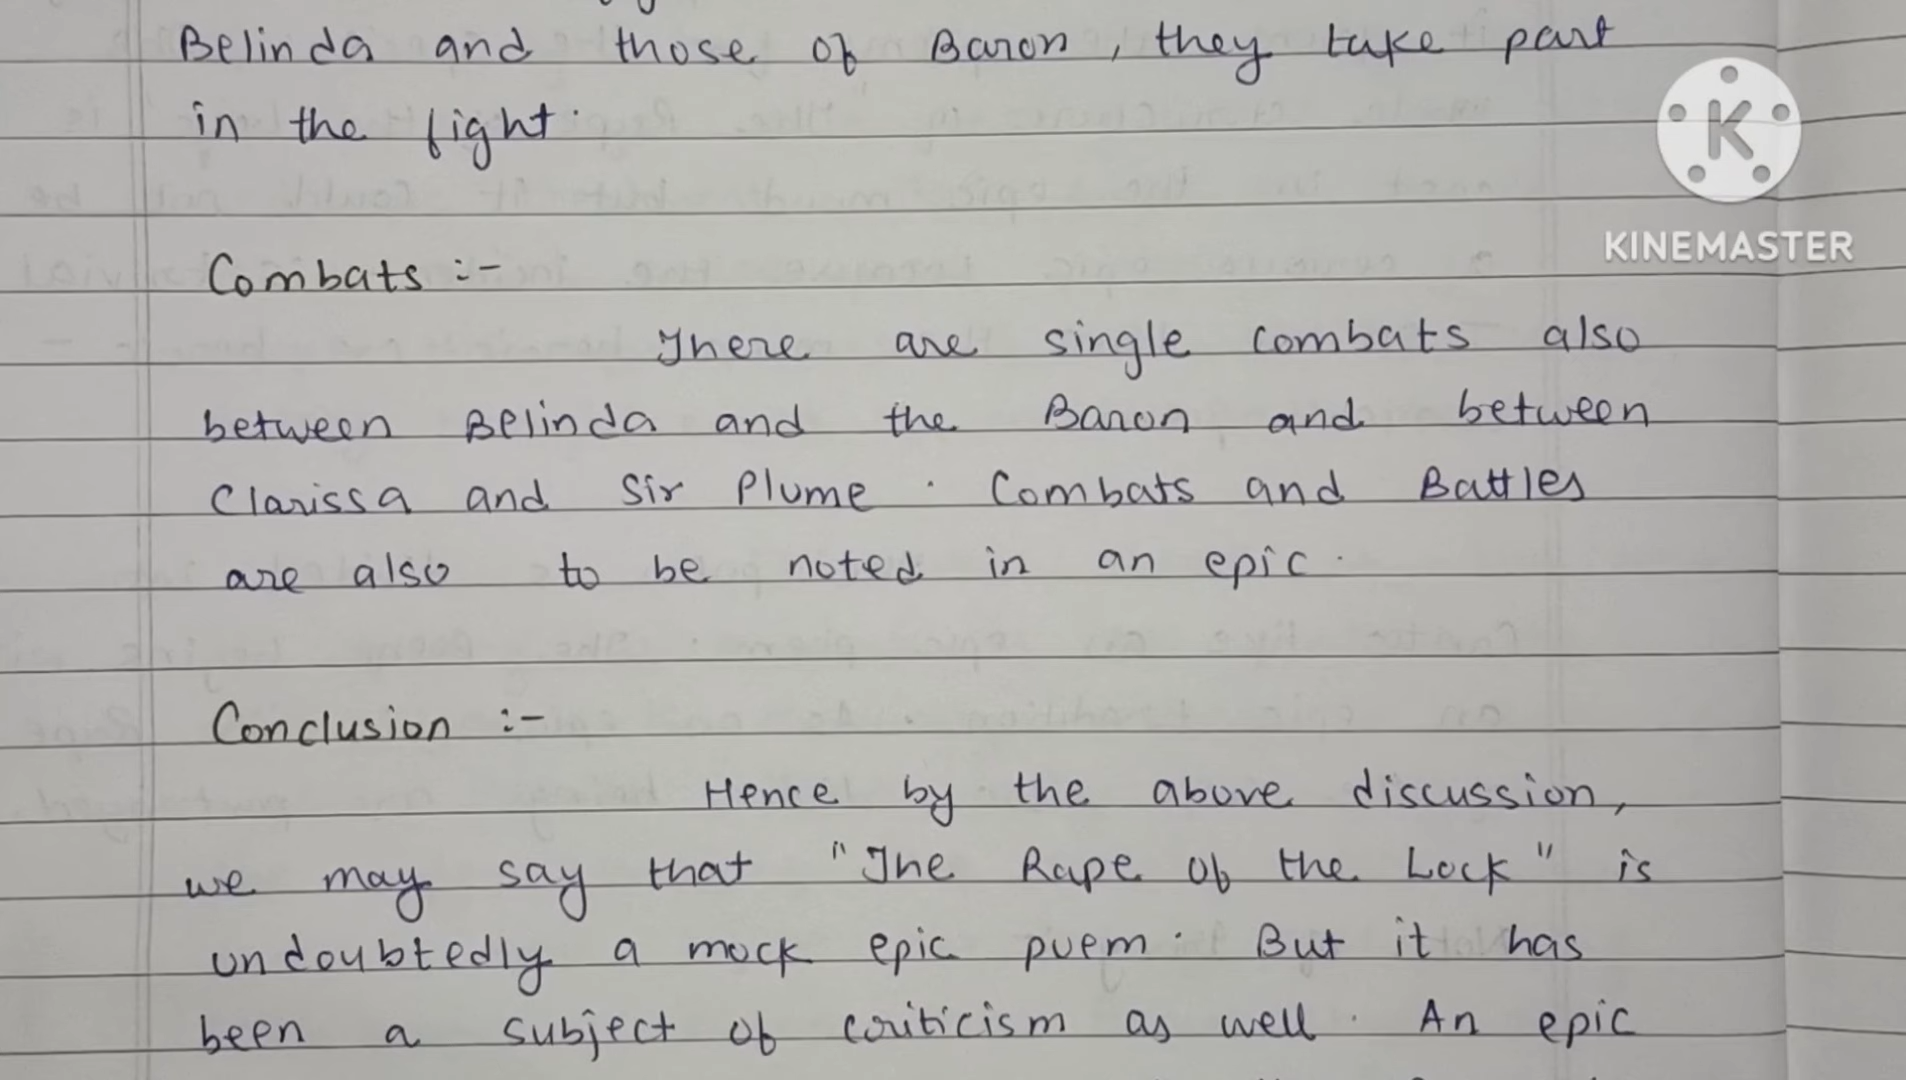 Belinda and those of Baron, they take part
in the fight.
K
KINEMASTER
Combats :-
There are single combats also
between Belinda and the Baron and between
Clarissa and Sir Plume. Combats and Battles
are also to be noted in an epic.
Conclusion :-
Hence by the above discussion,
we may say that "The Rape of the Lock" is
undoubtedly a mock epic poem. But it has
been a subject of criticism as well. An epic